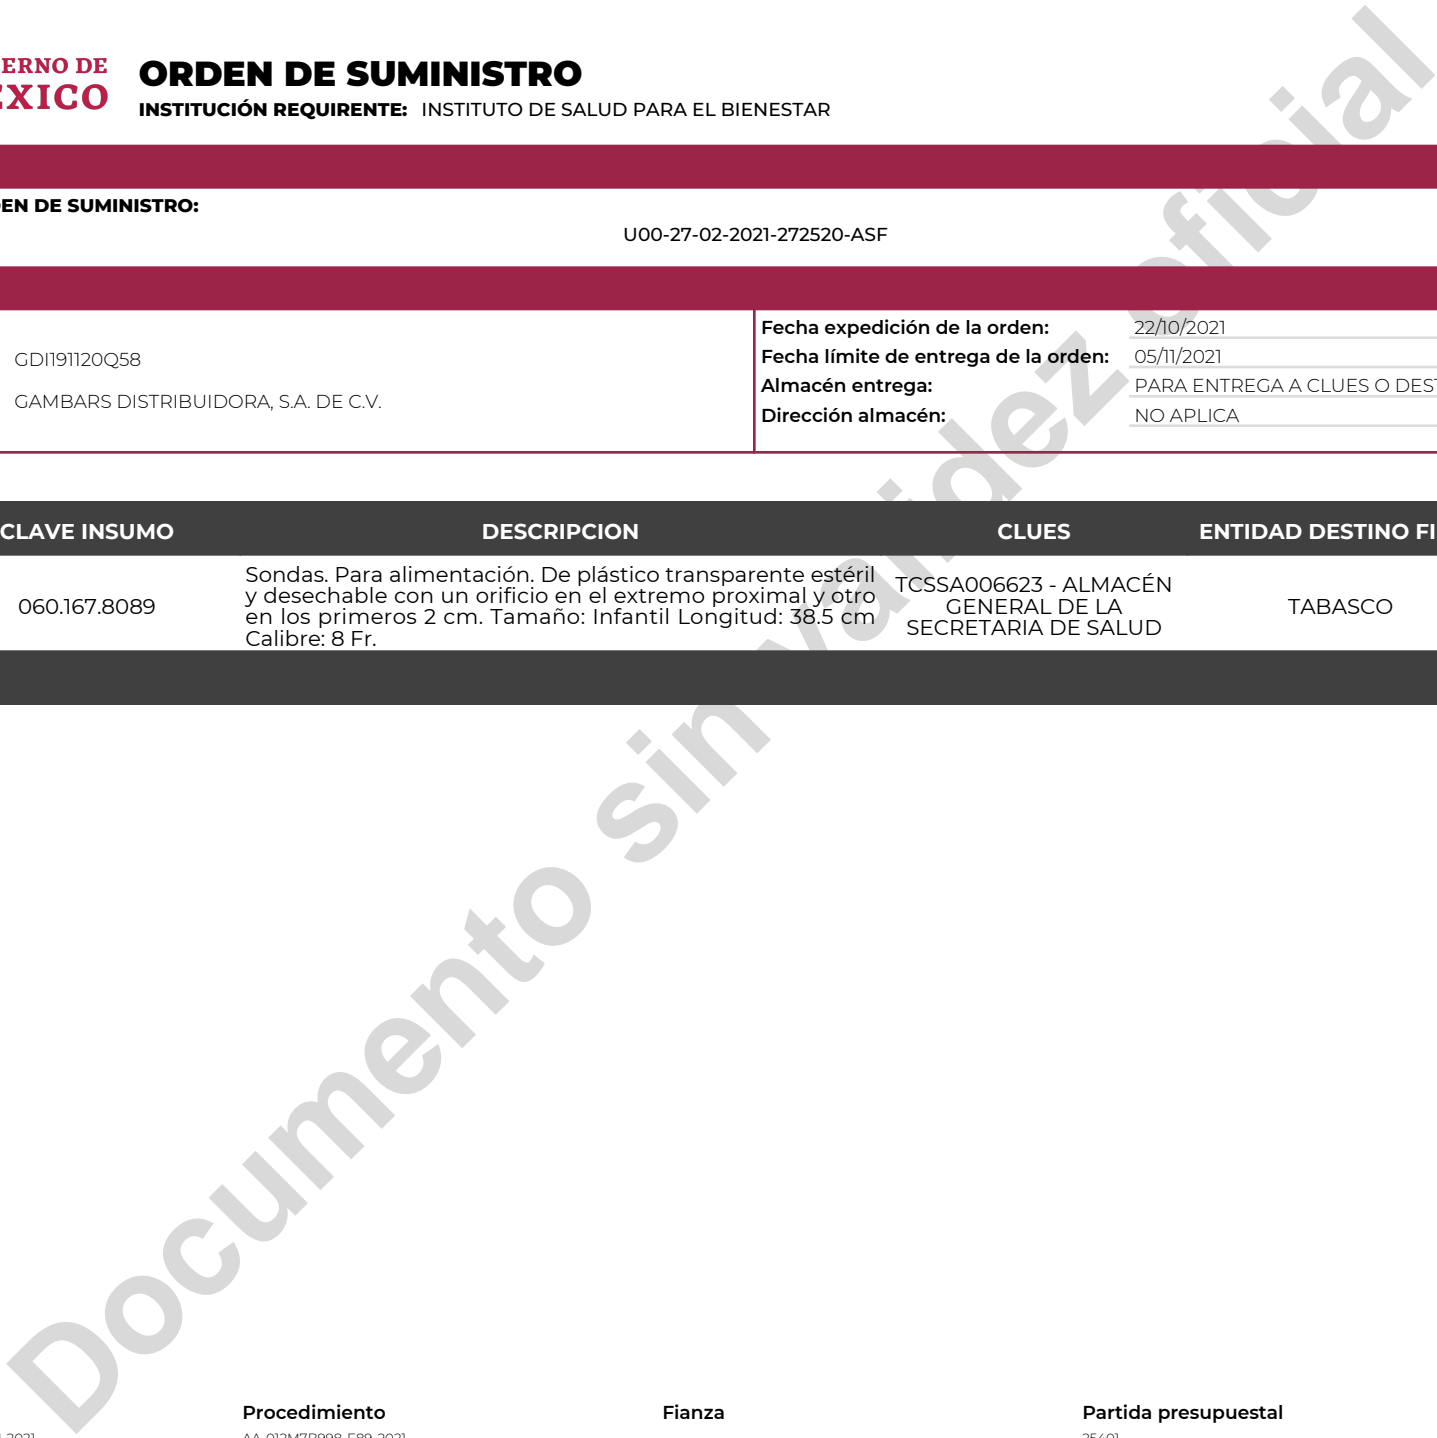 ERNO DE
ÉXICO
ORDEN DE SUMINISTRO
INSTITUCIÓN REQUIRENTE: INSTITUTO DE SALUD PARA EL BIENESTAR
EN DE SUMINISTRO:
U00-27-02-2021-272520-ASF
GDI191120Q58
GAMBARS DISTRIBUIDORA, S.A. DE C.V.
Fecha expedición de la orden: 22/10/2021
Fecha límite de entrega de la orden: 05/11/2021
Almacén entrega: PARA ENTREGA A CLUES O DEST
Dirección almacén: NO APLICA
CLAVE INSUMO DESCRIPCION CLUES ENTIDAD DESTINO FI
060.167.8089
Sondas. Para alimentación. De plástico transparente estéril
y desechable con un orificio en el extremo proximal y otro
en los primeros 2 cm. Tamaño: Infantil Longitud: 38.5 cm
Calibre: 8 Fr.
TCSSA006623 - ALMACÉN
GENERAL DE LA
SECRETARIA DE SALUD
TABASCO
Documento sin validez oficial
Procedimiento Fianza Partida presupuestal